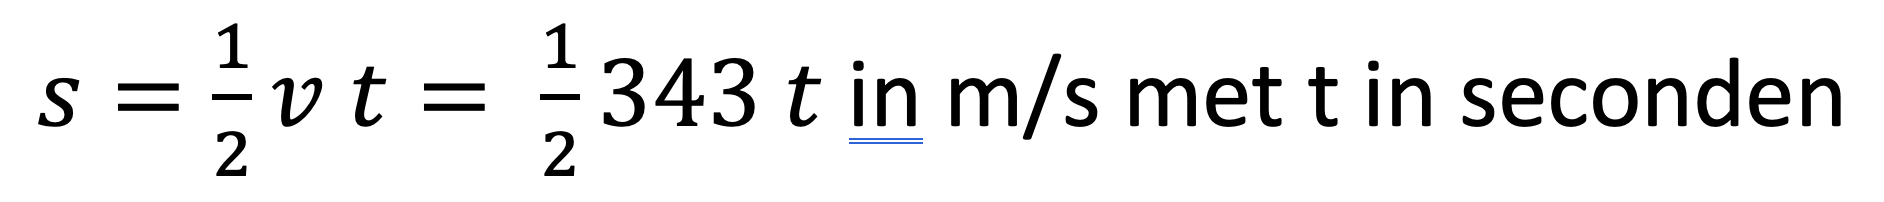 s = 1/2 v t = 1/2 343 t in m/s met t in seconden